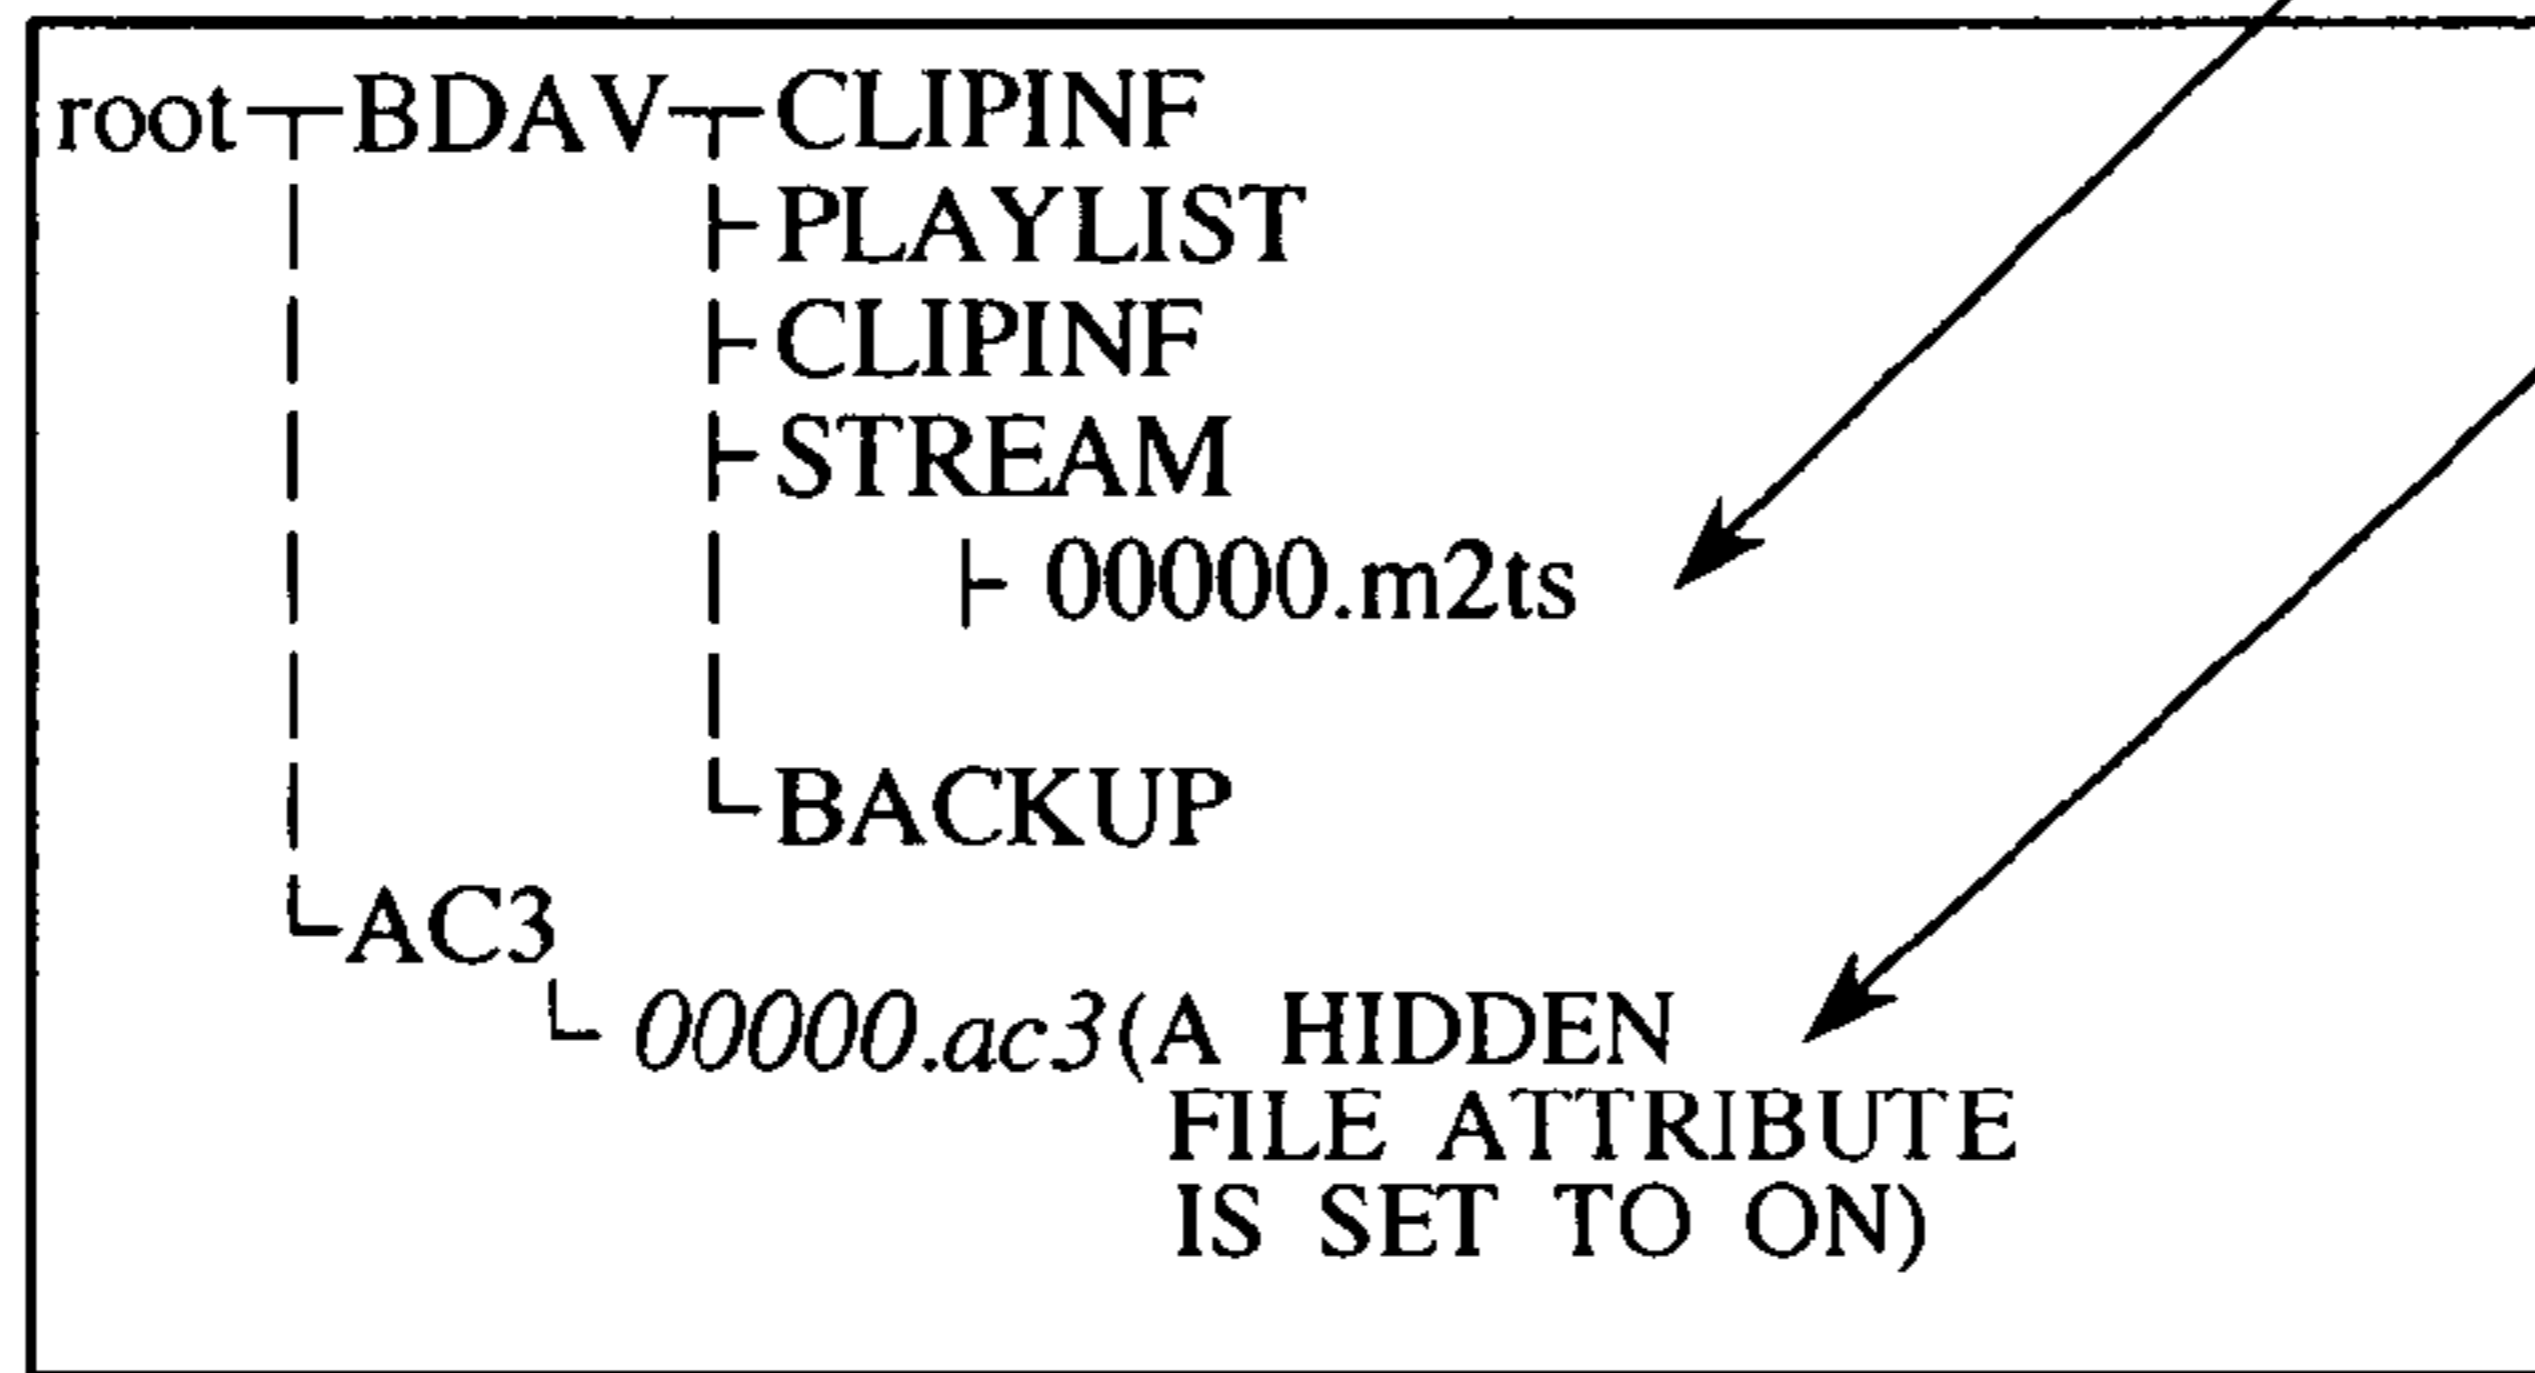 root BDAV CLIPINF
PLAYLIST
CLIPINF
STREAM
00000.m2ts
BACKUP
AC3
00000.ac3(A HIDDEN
FILE ATTRIBUTE
IS SET TO ON)